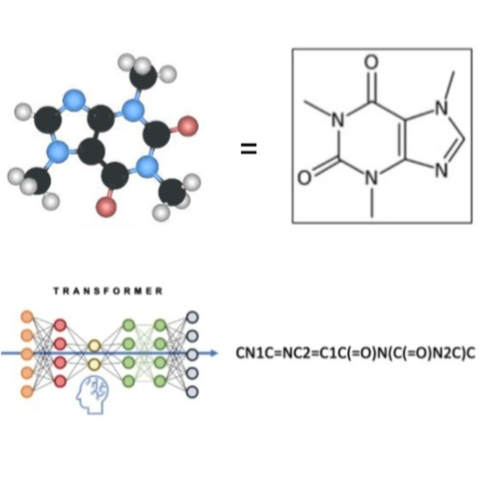 =
O
N
N
O
N
N
TRANSFORMER
CN1C=NC2=C1C(=O)N(C(=O)N2C)C